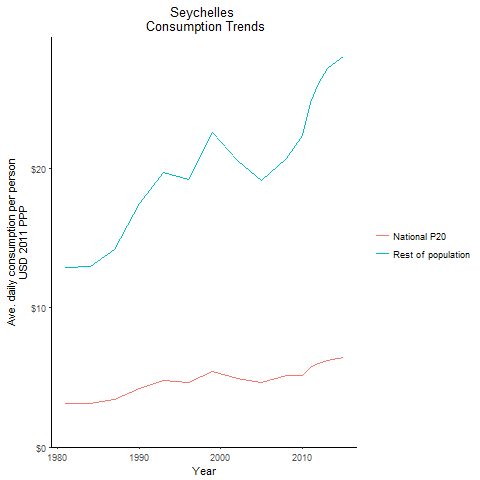 Seychelles
Consumption Trends
Ave. daily consumption per person
USD 2011 PPP
$20
$10
$0
1980
1990
2000
2010
Year
National P20
Rest of population